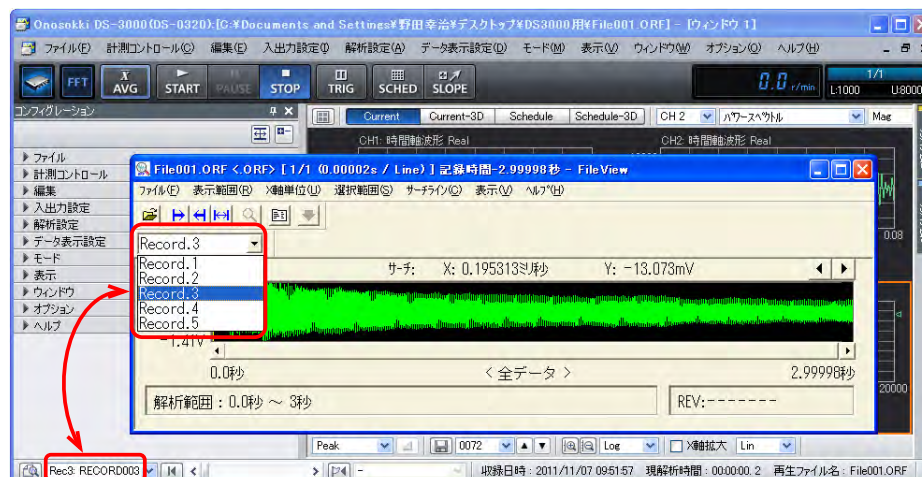 Onosokki DS-3000(DS-0320):[C:¥Documents and Settings¥野田幸治¥デスクトップ¥DS3000用¥File001.ORF] - [ウィンドウ 1]
ファイル(F) 計測コントロール(C) 編集(E) 入出力設定(I) 解析設定(A) データ表示設定(D) モード(M) 表示(V) ウィンドウ(W) オプション(O) ヘルプ(H)
FFT X AVG START PAUSE STOP TRIG SCHED SLOPE 0.0 r/min 1/1 L:1000 U:8000
コンフィグレーション
Current Current-3D Schedule Schedule-3D CH 2 パワースペクトル Mag
CH1: 時間軸波形 Real CH2: 時間軸波形 Real
ファイル
計測コントロール
編集
入出力設定
解析設定
データ表示設定
モード
表示
ウィンドウ
オプション
ヘルプ
File001.ORF <.ORF> [1/1 (0.00002s / Line)] 記録時間=2.99998秒 - FileView
ファイル(F) 表示範囲(R) X軸単位(U) 選択範囲(S) サーチライン(C) 表示(V) ヘルプ(H)
Record.3
Record.1
Record.2
Record.3
Record.4
Record.5
サーチ: X: 0.195313ミリ秒 Y: -13.073mV
-1.41V
0.0秒 < 全データ > 2.99998秒
解析範囲 : 0.0秒 ～ 3秒 REV:-------
0.08
20000
Peak 0072 Log X軸拡大 Lin
Rec3: RECORD003 - 収録日時 : 2011/11/07 09:51:57 現解析時間 : 00:00:00. 2 再生ファイル名 : File001.ORF